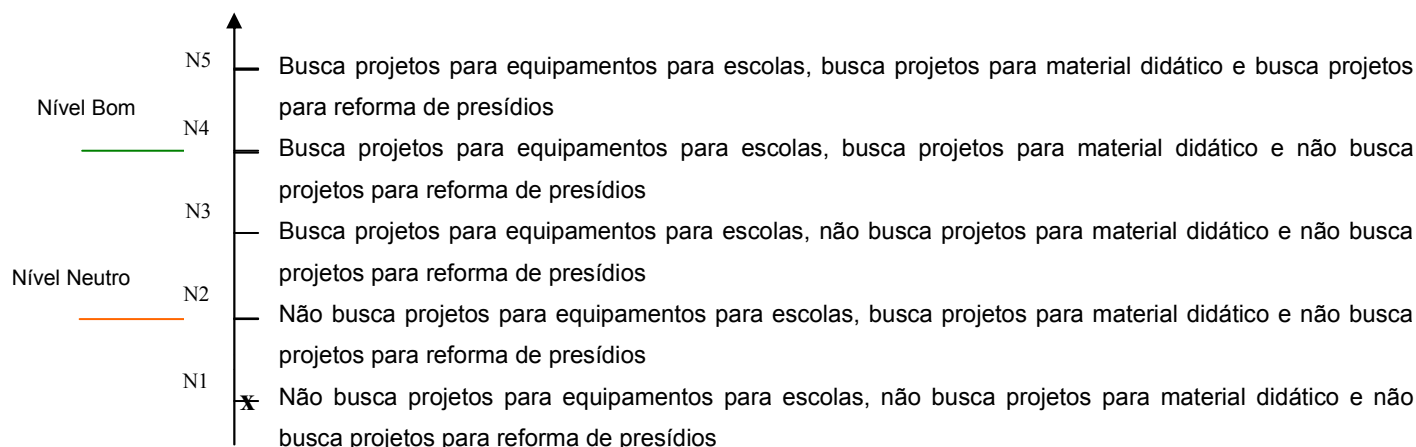 N5
Busca projetos para equipamentos para escolas, busca projetos para material didático e busca projetos
para reforma de presídios
Nível Bom
N4
Busca projetos para equipamentos para escolas, busca projetos para material didático e não busca
projetos para reforma de presídios
N3
Busca projetos para equipamentos para escolas, não busca projetos para material didático e não busca
projetos para reforma de presídios
Nível Neutro
N2
Não busca projetos para equipamentos para escolas, busca projetos para material didático e não busca
projetos para reforma de presídios
N1
x
Não busca projetos para equipamentos para escolas, não busca projetos para material didático e não
busca projetos para reforma de presídios